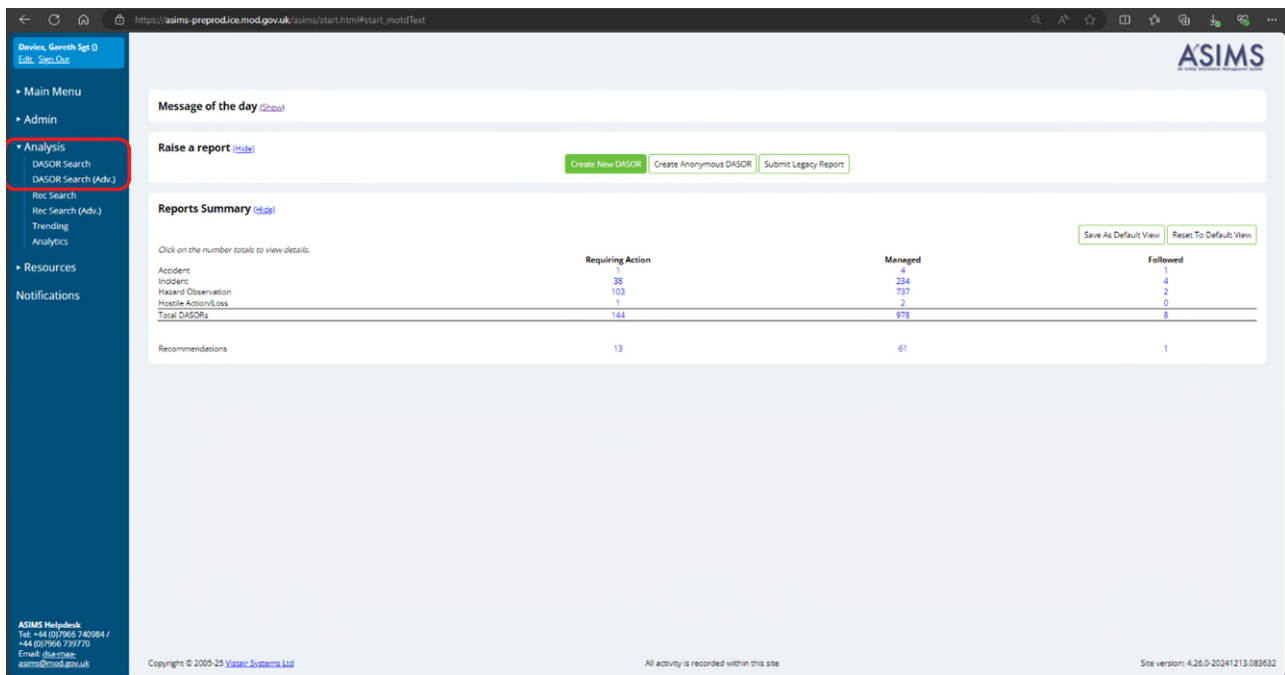 https://asims-preprod.ice.mod.gov.uk/asims/start.html#start_motdText
Davies, Gareth Sgt ()
Edit Sign Out
Main Menu
Admin
Analysis
DASOR Search
DASOR Search (Adv.)
Rec Search
Rec Search (Adv.)
Trending
Analytics
Resources
Notifications
ASIMS Helpdesk
Tel: +44 (0)7966 740984 /
+44 (0)7966 739770
Email: dsa-maa-
asims@mod.gov.uk
ASIMS
Air Safety Information Management System
Message of the day (Show)
Raise a report (Hide)
Create New DASOR Create Anonymous DASOR Submit Legacy Report
Reports Summary (Hide)
Save As Default View Reset To Default View
Click on the number totals to view details.
Requiring Action Managed Followed
Accident 1 4 1
Incident 38 234 4
Hazard Observation 103 737 2
Hostile Action/Loss 1 2 0
Total DASORs 144 978 8
Recommendations 13 61 1
Copyright © 2005-25 Vistair Systems Ltd All activity is recorded within this site Site version: 4.26.0-20241213.083632